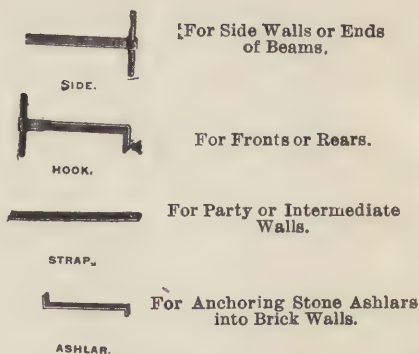 For Side Walls or Ends
of Beams.
SIDE.
For Fronts or Rears.
HOOK.
For Party or Intermediate
Walls.
STRAP.
For Anchoring Stone Ashlars
into Brick Walls.
ASHLAR.